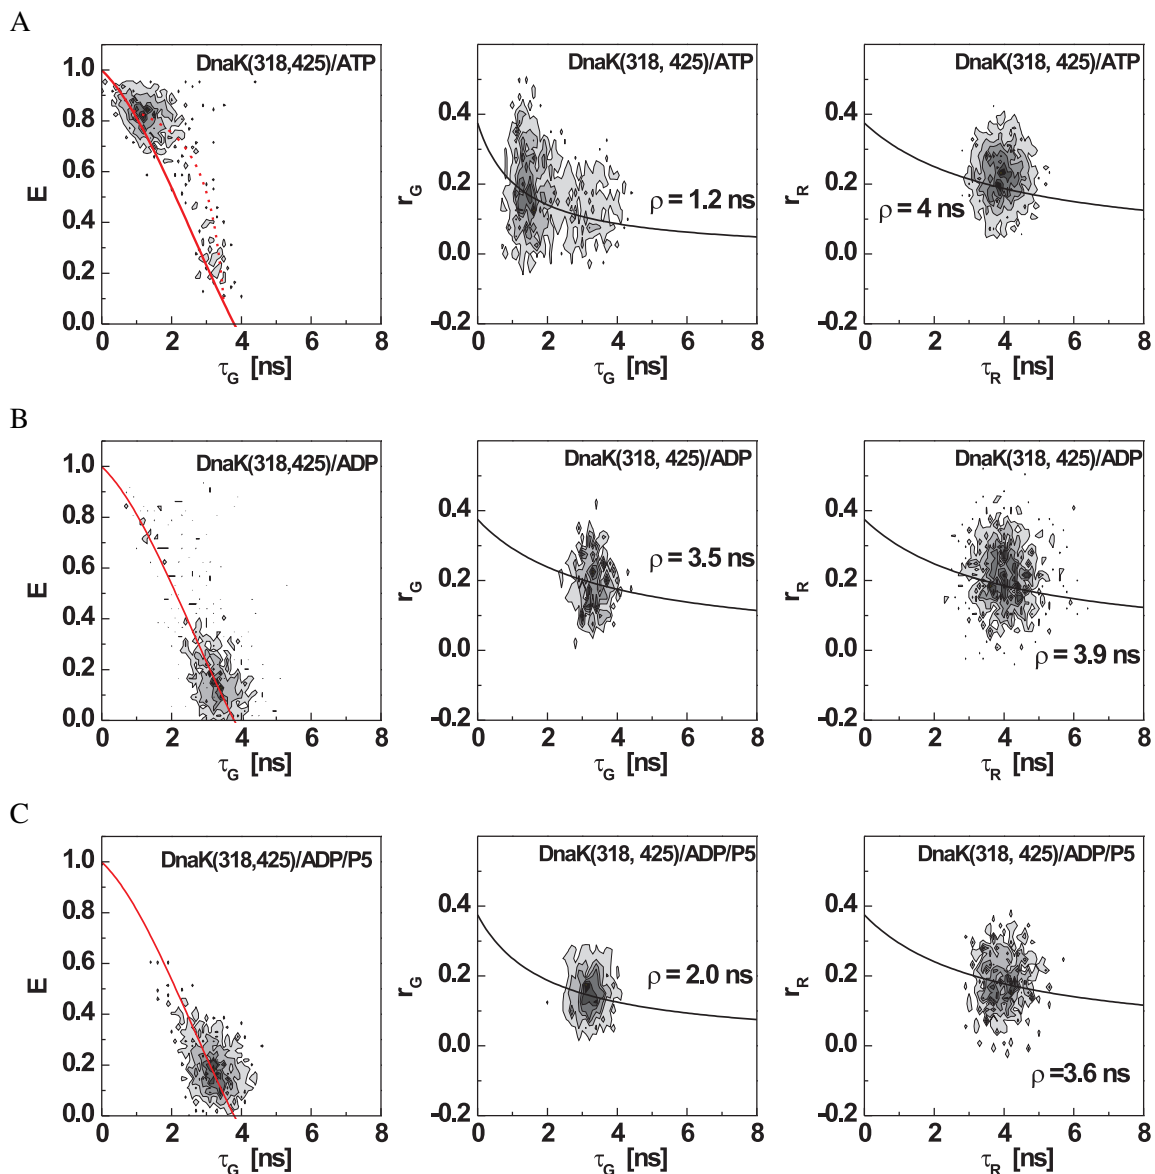 A
DnaK(318,425)/ATP
E
1.0
0.8
0.6
0.4
0.2
0.0
0 2 4 6 8
τG [ns]
DnaK(318, 425)/ATP
rG
0.4
0.2
0.0
-0.2
ρ = 1.2 ns
0 2 4 6 8
τG [ns]
DnaK(318, 425)/ATP
rR
0.4
0.2
0.0
-0.2
ρ = 4 ns
0 2 4 6 8
τR [ns]
B
DnaK(318,425)/ADP
E
1.0
0.8
0.6
0.4
0.2
0.0
0 2 4 6 8
τG [ns]
DnaK(318, 425)/ADP
rG
0.4
0.2
0.0
-0.2
ρ = 3.5 ns
0 2 4 6 8
τG [ns]
DnaK(318, 425)/ADP
rR
0.4
0.2
0.0
-0.2
ρ = 3.9 ns
0 2 4 6 8
τR [ns]
C
DnaK(318,425)/ADP/P5
E
1.0
0.8
0.6
0.4
0.2
0.0
0 2 4 6 8
τG [ns]
DnaK(318, 425)/ADP/P5
rG
0.4
0.2
0.0
-0.2
ρ = 2.0 ns
0 2 4 6 8
τG [ns]
DnaK(318, 425)/ADP/P5
rR
0.4
0.2
0.0
-0.2
ρ =3.6 ns
0 2 4 6 8
τR [ns]